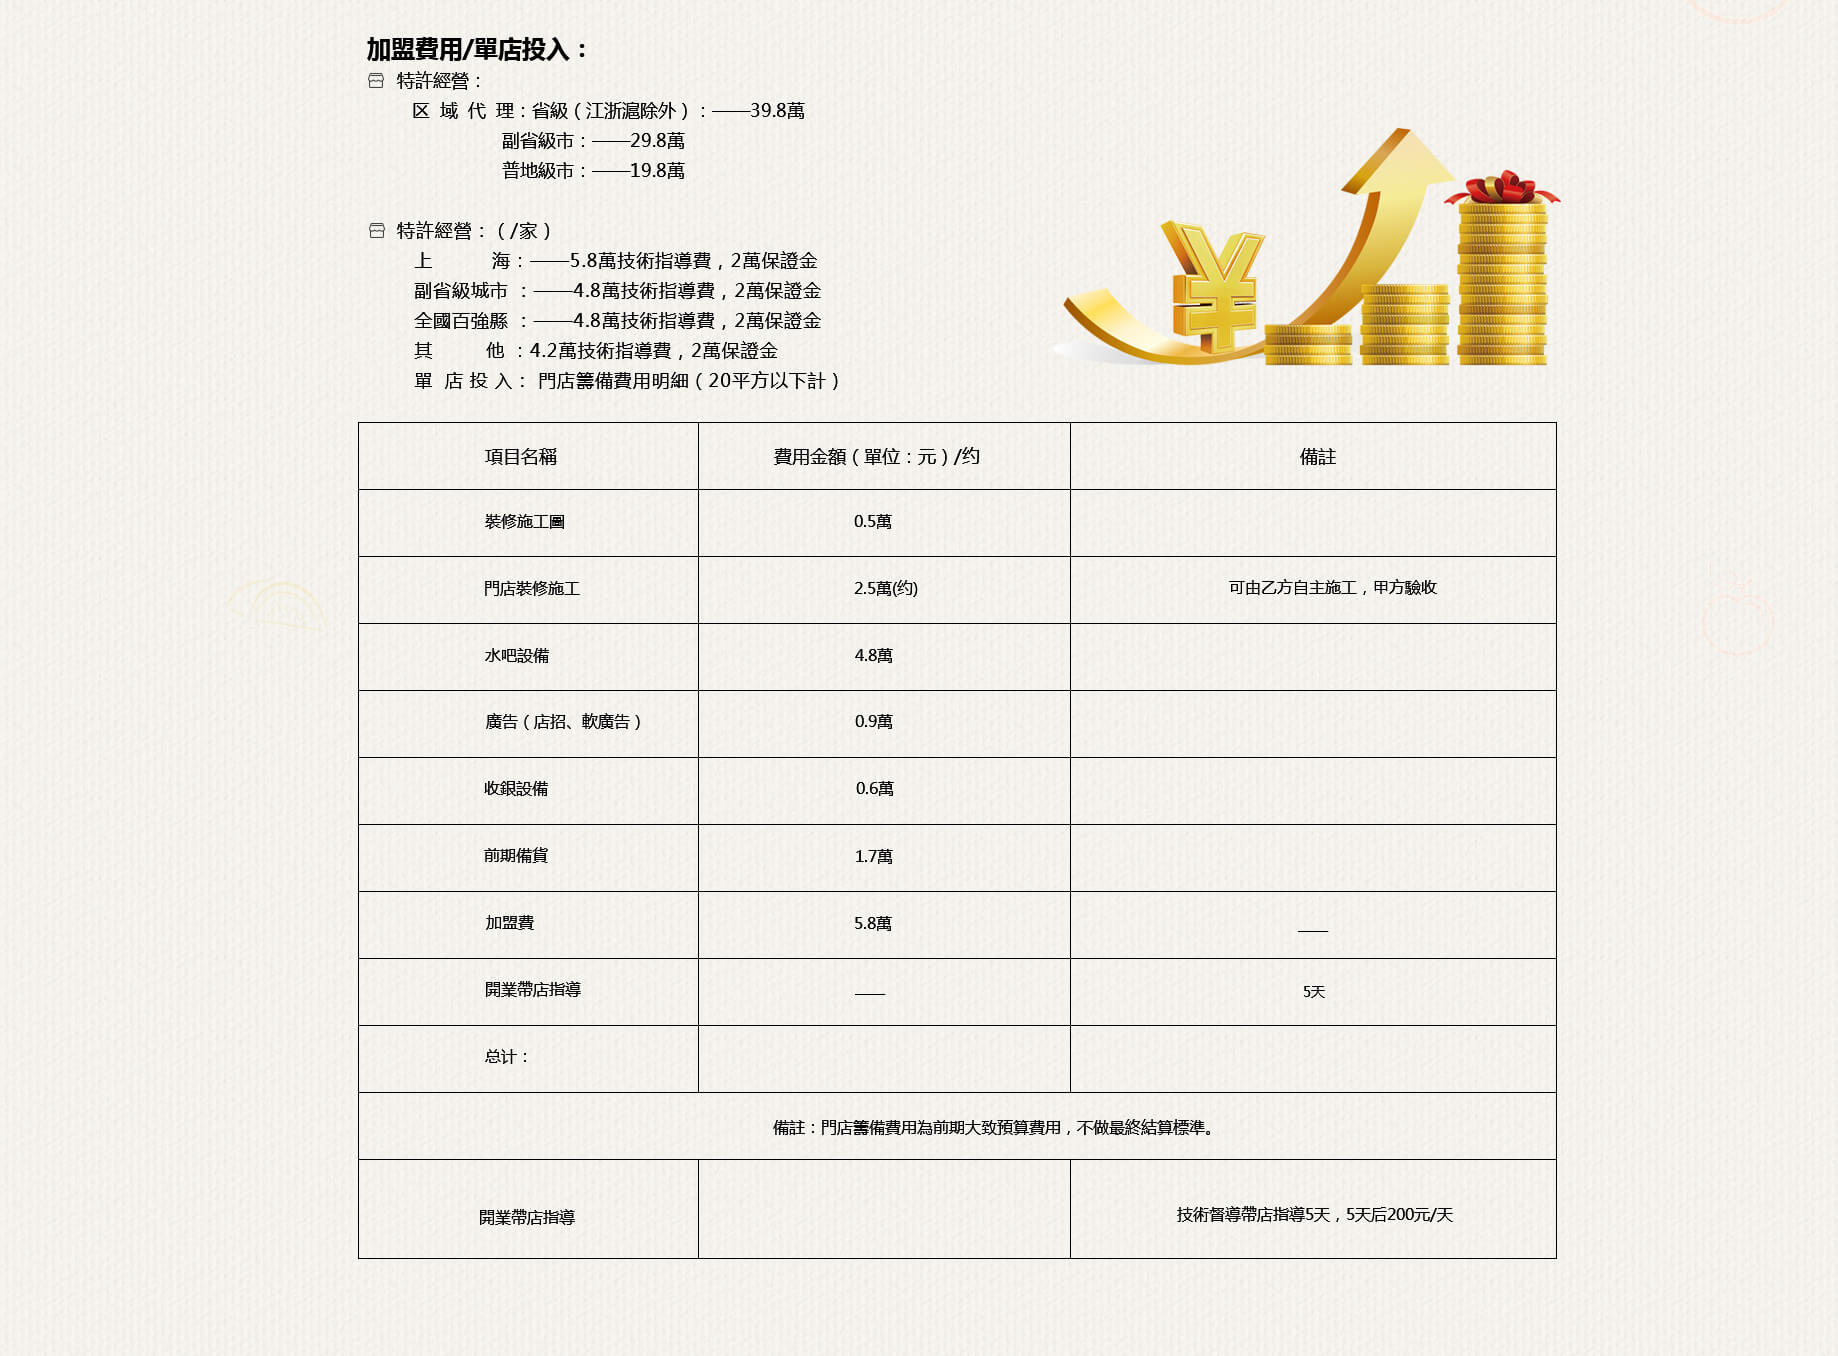 加盟費用/單店投入：
特許經營：
区 域 代 理：省級（江浙滬除外）：——39.8萬
副省級市：——29.8萬
普地級市：——19.8萬
特許經營：（/家）
上 海：——5.8萬技術指導費，2萬保證金
副省級城市 ：——4.8萬技術指導費，2萬保證金
全國百強縣 ：——4.8萬技術指導費，2萬保證金
其 他 ：4.2萬技術指導費，2萬保證金
單 店 投 入： 門店籌備費用明細（20平方以下計）
項目名稱 費用金額（單位：元）/约 備註
裝修施工圖 0.5萬
門店裝修施工 2.5萬(约) 可由乙方自主施工，甲方驗收
水吧設備 4.8萬
廣告（店招、軟廣告） 0.9萬
收銀設備 0.6萬
前期備貨 1.7萬
加盟費 5.8萬 ——
開業帶店指導 —— 5天
总计：
備註：門店籌備費用為前期大致預算費用，不做最終結算標準。
開業帶店指導 技術督導帶店指導5天，5天后200元/天